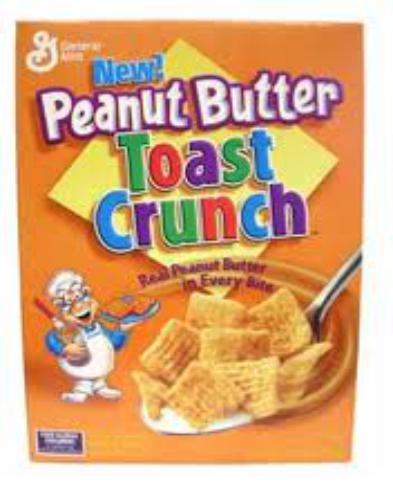 General
Mills
New!
Peanut Butter
Toast
Crunch
Real Peanut Butter
in Every Bite